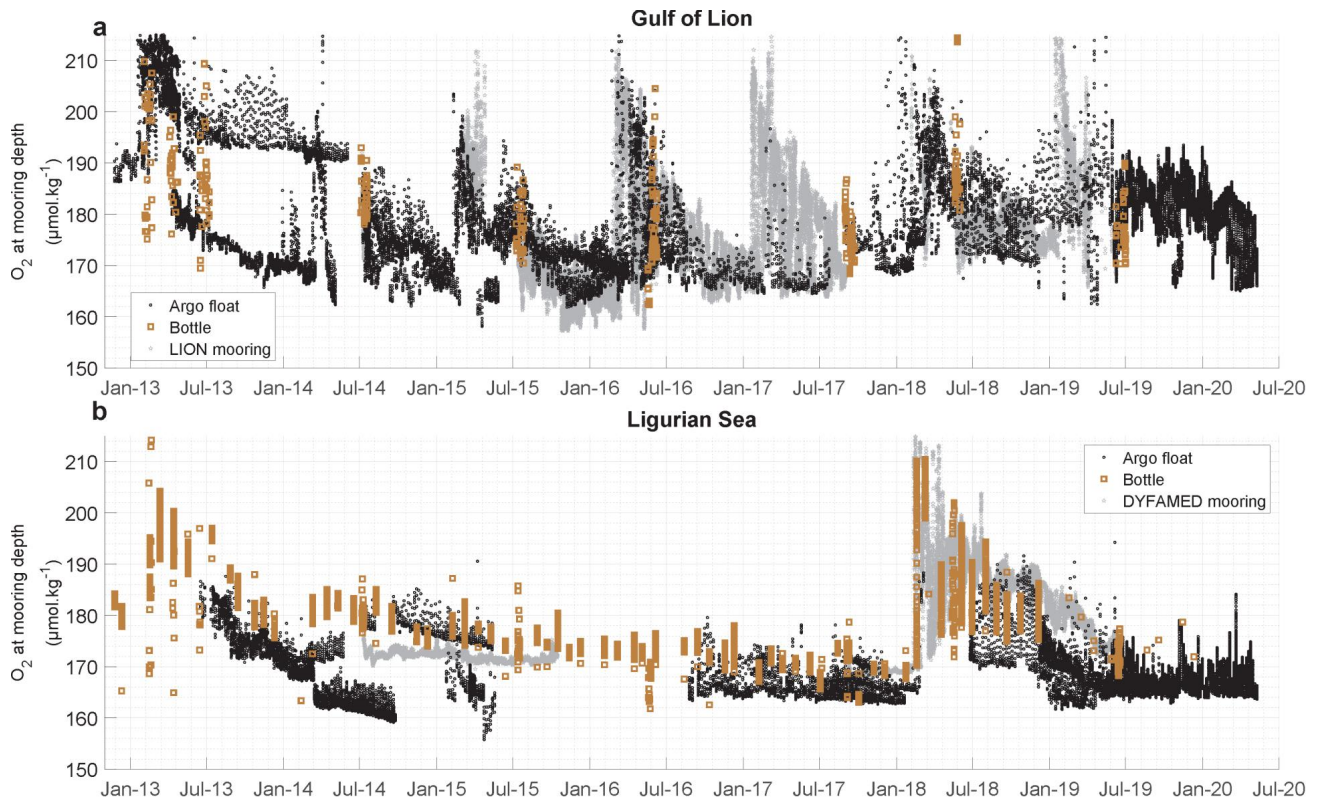 a
Gulf of Lion
O2 at mooring depth
(μmol.kg-1)
210
200
190
180
170
160
150
Argo float
Bottle
LION mooring
Jan-13 Jul-13 Jan-14 Jul-14 Jan-15 Jul-15 Jan-16 Jul-16 Jan-17 Jul-17 Jan-18 Jul-18 Jan-19 Jul-19 Jan-20 Jul-20
b
Ligurian Sea
O2 at mooring depth
(μmol.kg-1)
210
200
190
180
170
160
150
Argo float
Bottle
DYFAMED mooring
Jan-13 Jul-13 Jan-14 Jul-14 Jan-15 Jul-15 Jan-16 Jul-16 Jan-17 Jul-17 Jan-18 Jul-18 Jan-19 Jul-19 Jan-20 Jul-20